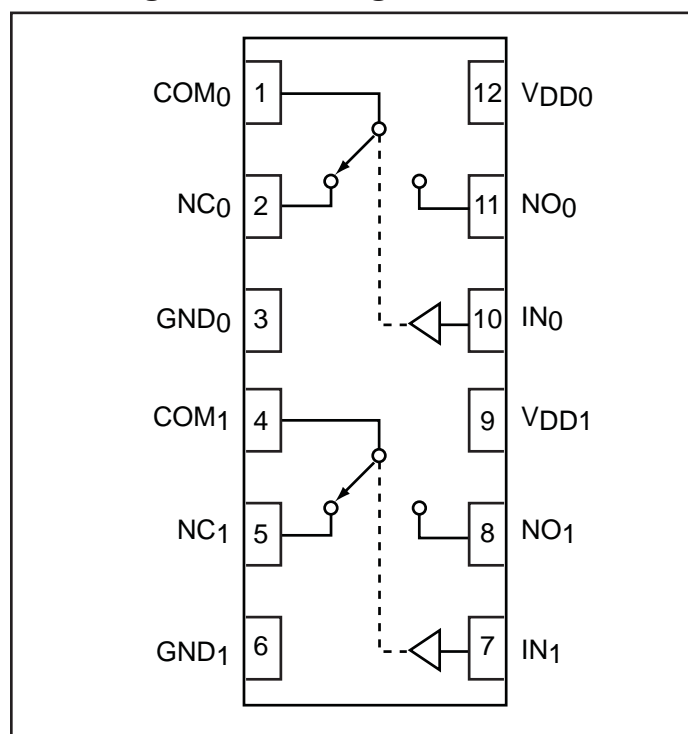 COM0 1 12 VDD0
NC0 2 11 NO0
GND0 3 10 IN0
COM1 4 9 VDD1
NC1 5 8 NO1
GND1 6 7 IN1